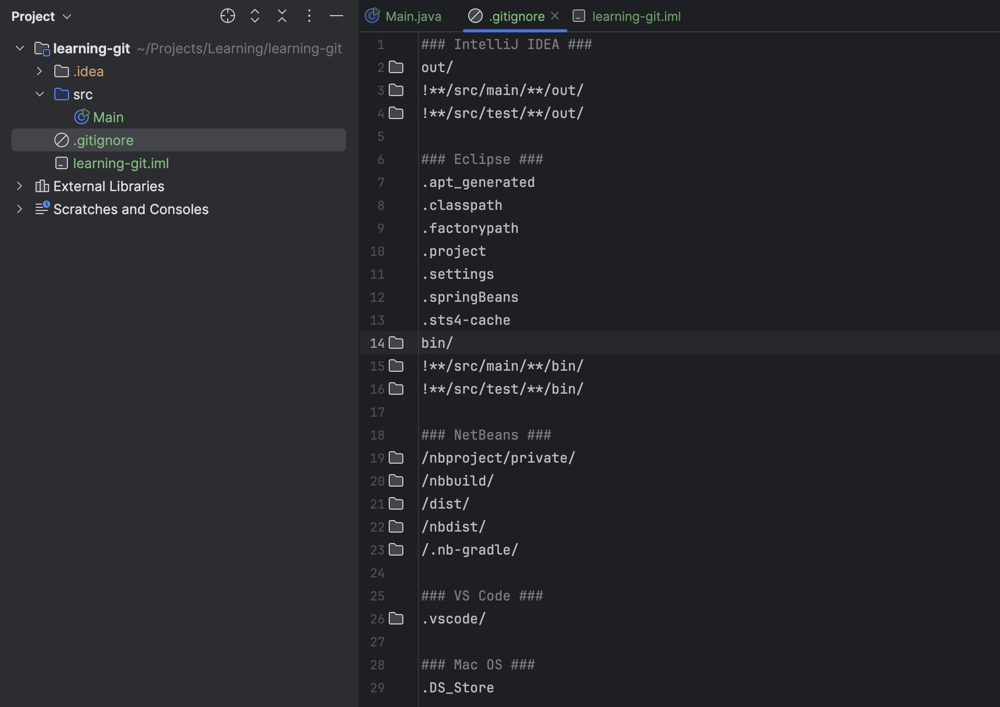 Project
learning-git ~/Projects/Learning/learning-git
.idea
src
Main
.gitignore
learning-git.iml
External Libraries
Scratches and Consoles
Main.java .gitignore learning-git.iml
1 ### IntelliJ IDEA ###
2 out/
3 !**/src/main/**/out/
4 !**/src/test/**/out/
5
6 ### Eclipse ###
7 .apt_generated
8 .classpath
9 .factorypath
10 .project
11 .settings
12 .springBeans
13 .sts4-cache
14 bin/
15 !**/src/main/**/bin/
16 !**/src/test/**/bin/
17
18 ### NetBeans ###
19 /nbproject/private/
20 /nbbuild/
21 /dist/
22 /nbdist/
23 /.nb-gradle/
24
25 ### VS Code ###
26 .vscode/
27
28 ### Mac OS ###
29 .DS_Store